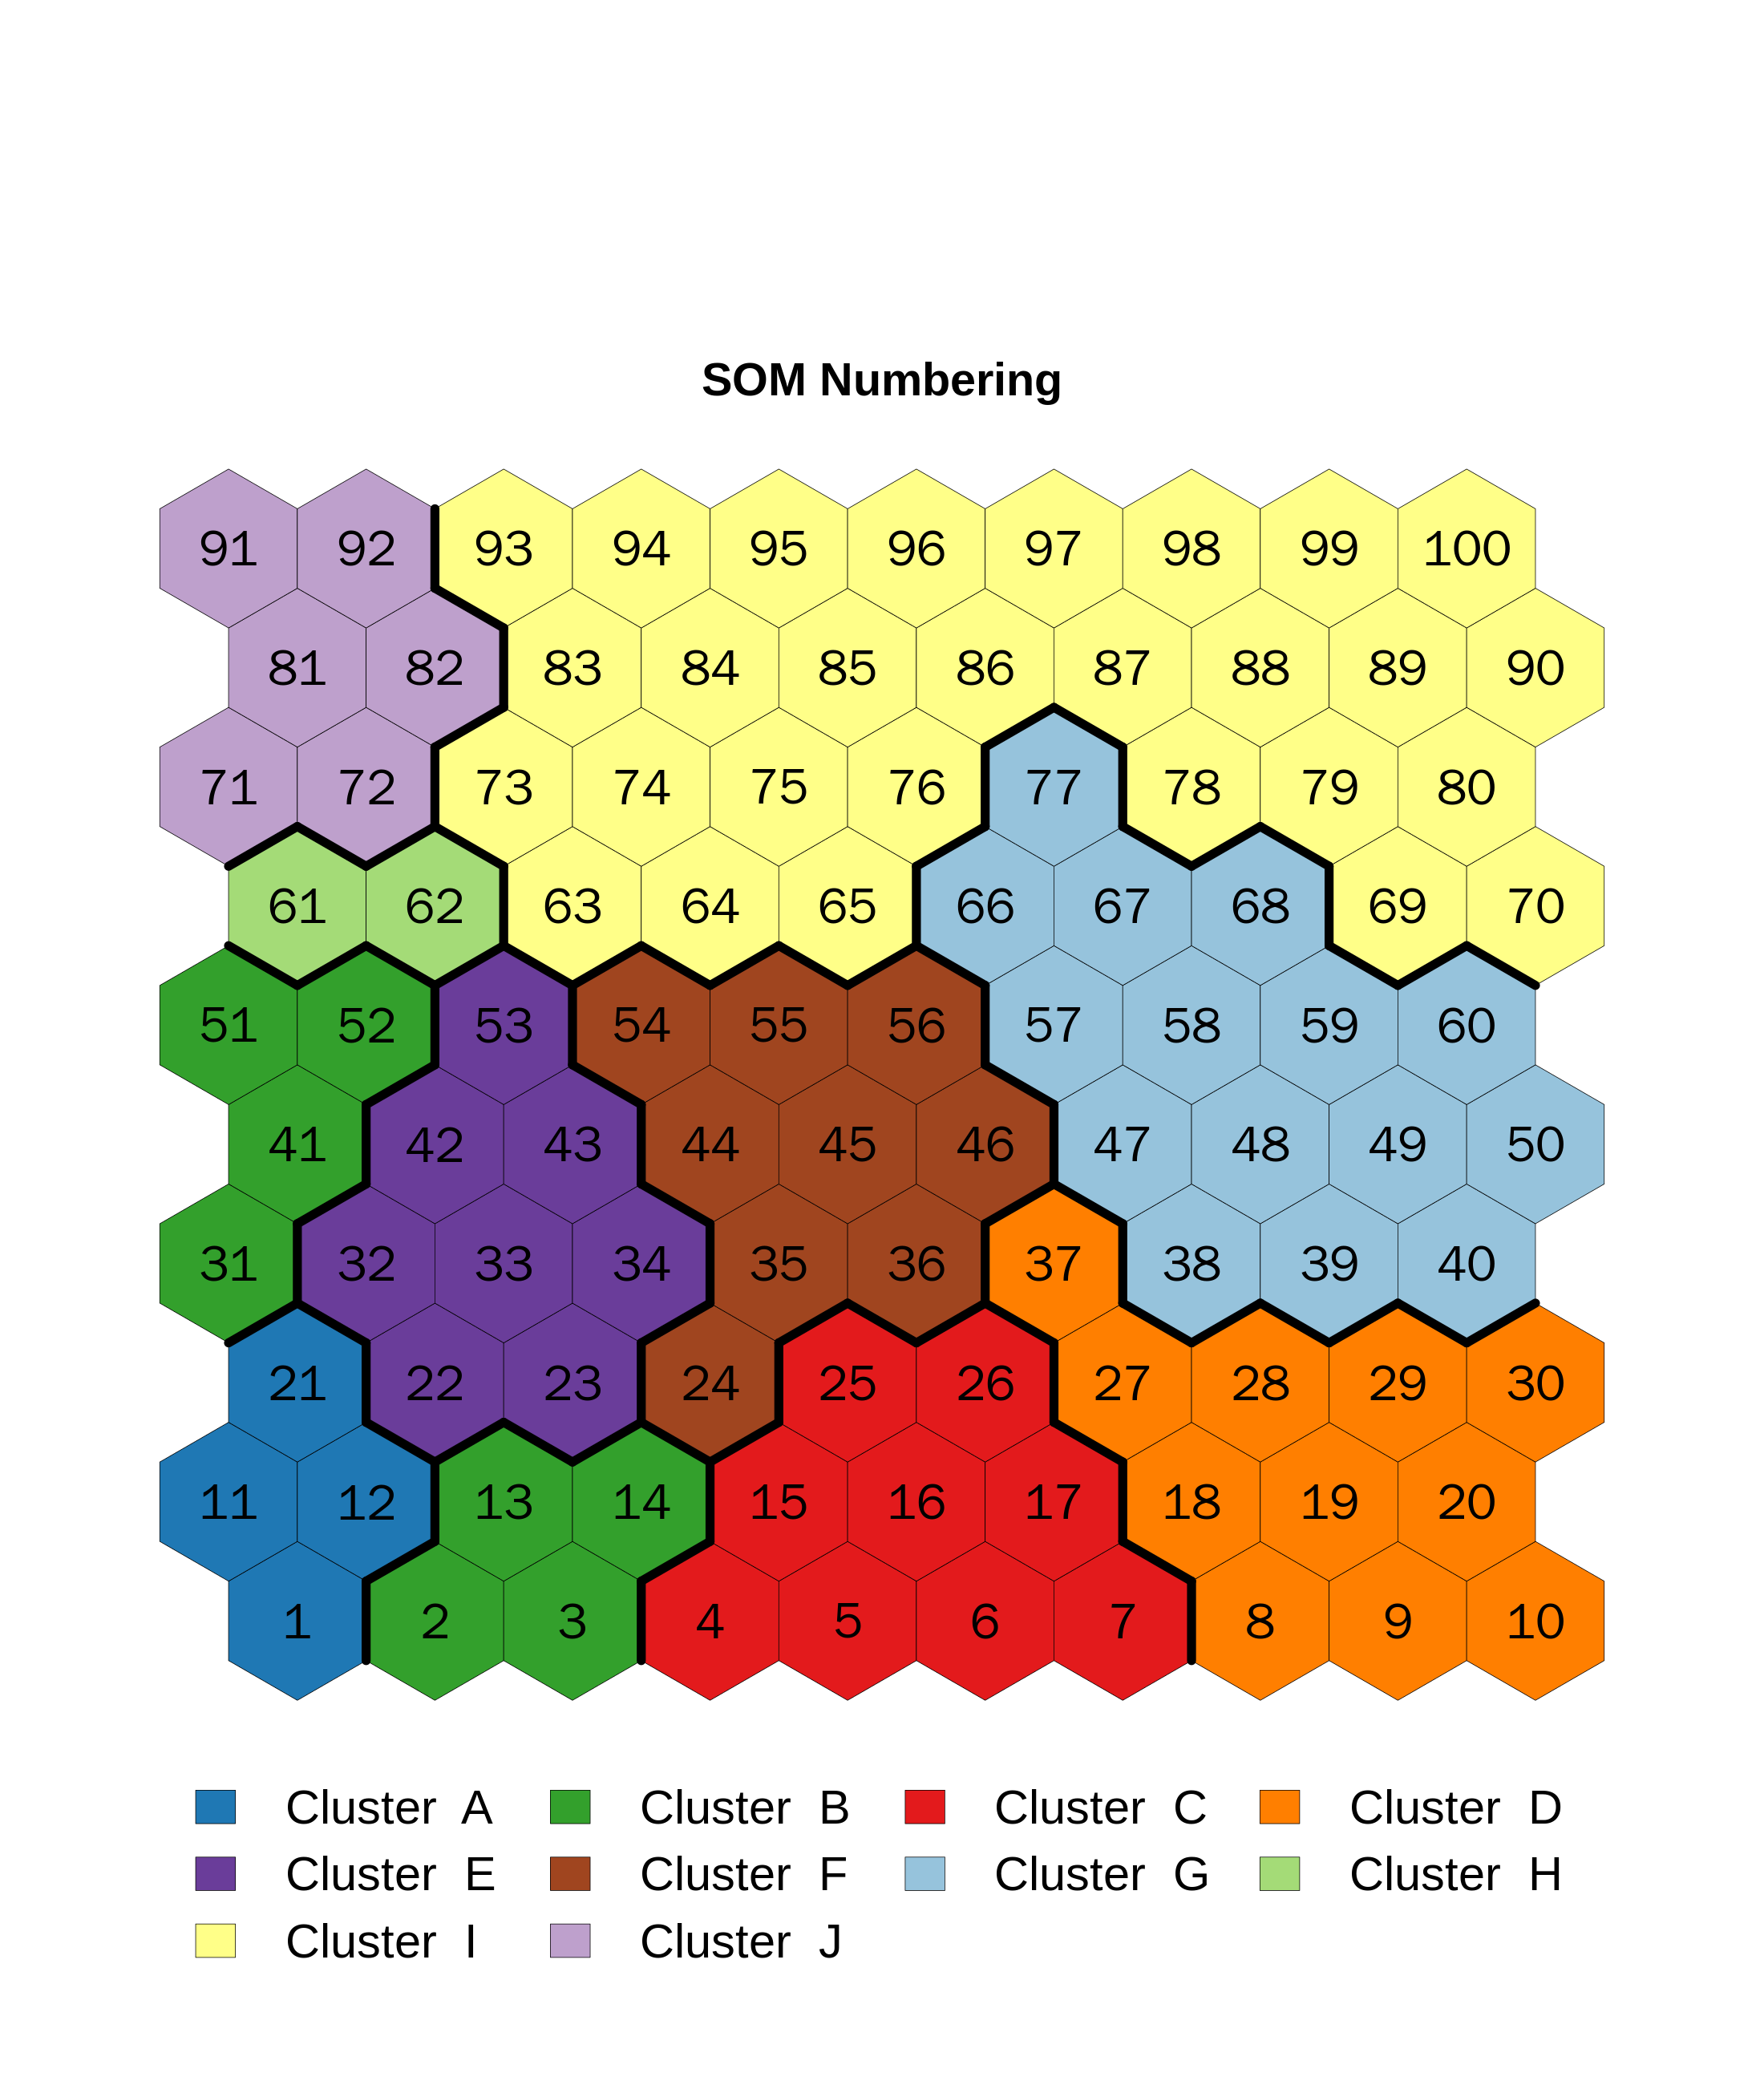 SOM Numbering
91 92 93 94 95 96 97 98 99 100
81 82 83 84 85 86 87 88 89 90
71 72 73 74 75 76 77 78 79 80
61 62 63 64 65 66 67 68 69 70
51 52 53 54 55 56 57 58 59 60
41 42 43 44 45 46 47 48 49 50
31 32 33 34 35 36 37 38 39 40
21 22 23 24 25 26 27 28 29 30
11 12 13 14 15 16 17 18 19 20
1 2 3 4 5 6 7 8 9 10
Cluster A Cluster B Cluster C Cluster D
Cluster E Cluster F Cluster G Cluster H
Cluster I Cluster J